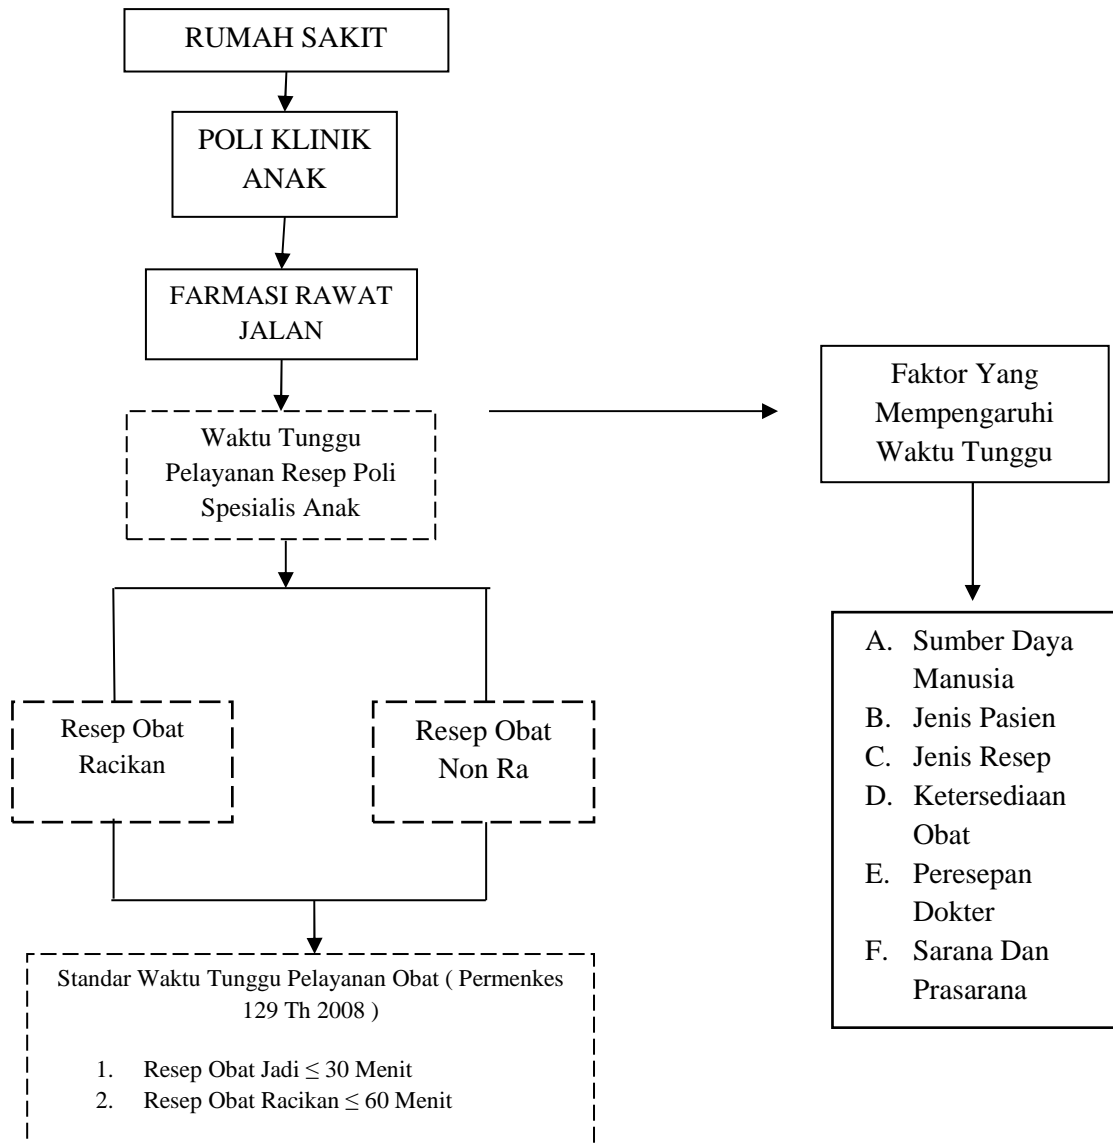 RUMAH SAKIT
POLI KLINIK
ANAK
FARMASI RAWAT
JALAN
Waktu Tunggu
Pelayanan Resep Poli
Spesialis Anak
Faktor Yang
Mempengaruhi
Waktu Tunggu
Resep Obat
Racikan
Resep Obat
Non Ra
A. Sumber Daya
Manusia
B. Jenis Pasien
C. Jenis Resep
D. Ketersediaan
Obat
E. Peresepan
Dokter
F. Sarana Dan
Prasarana
Standar Waktu Tunggu Pelayanan Obat ( Permenkes
129 Th 2008 )
1. Resep Obat Jadi ≤ 30 Menit
2. Resep Obat Racikan ≤ 60 Menit